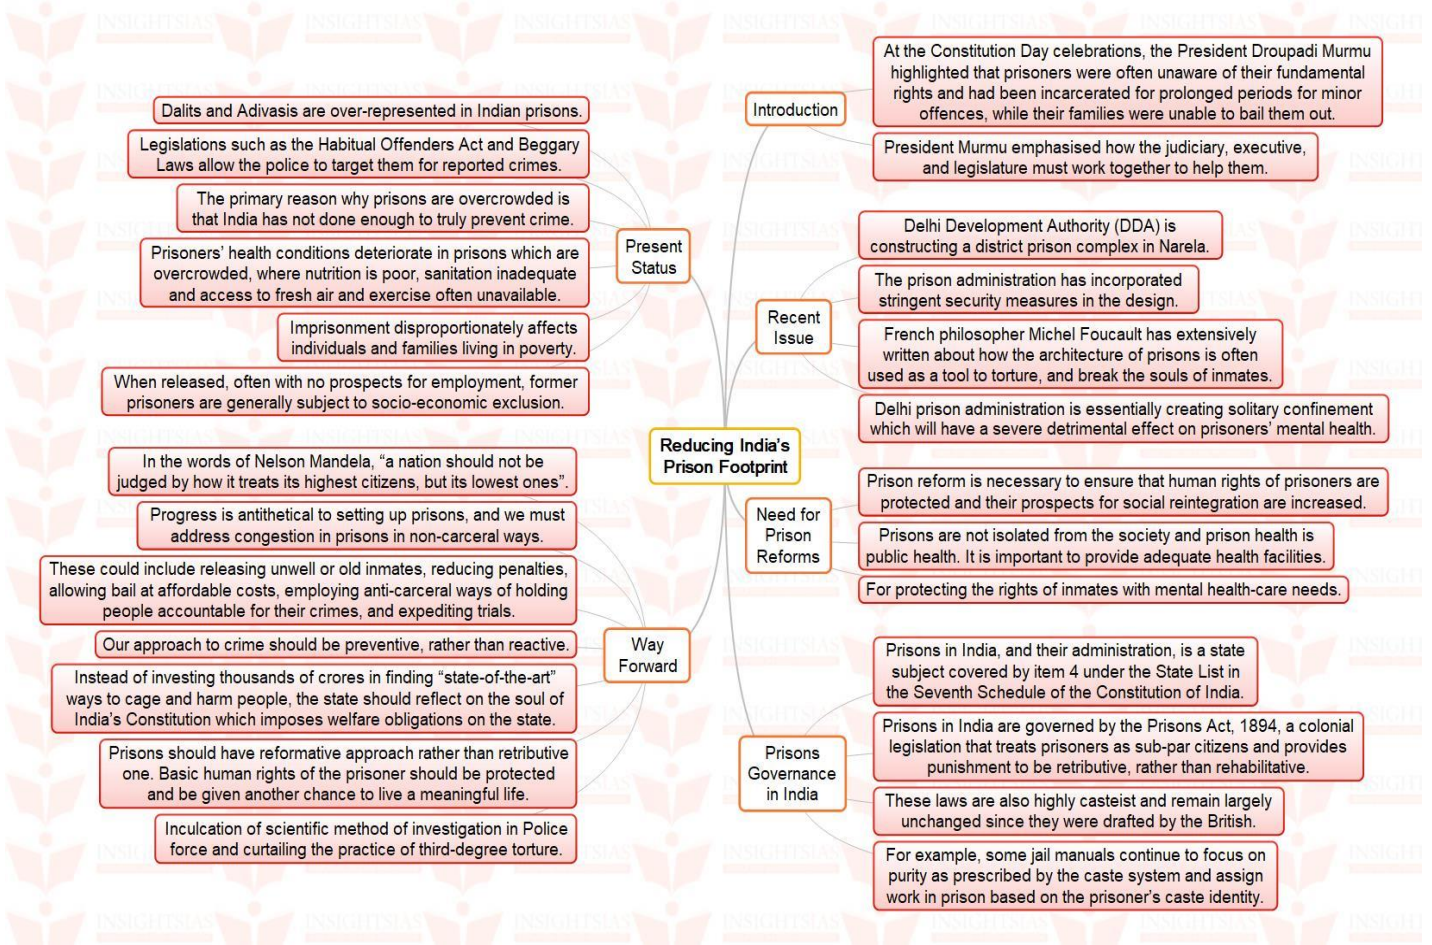 Reducing India's
Prison Footprint
Introduction
At the Constitution Day celebrations, the President Droupadi Murmu
highlighted that prisoners were often unaware of their fundamental
rights and had been incarcerated for prolonged periods for minor
offences, while their families were unable to bail them out.
President Murmu emphasised how the judiciary, executive,
and legislature must work together to help them.
Recent
Issue
Delhi Development Authority (DDA) is
constructing a district prison complex in Narela.
The prison administration has incorporated
stringent security measures in the design.
French philosopher Michel Foucault has extensively
written about how the architecture of prisons is often
used as a tool to torture, and break the souls of inmates.
Delhi prison administration is essentially creating solitary confinement
which will have a severe detrimental effect on prisoners' mental health.
Need for
Prison
Reforms
Prison reform is necessary to ensure that human rights of prisoners are
protected and their prospects for social reintegration are increased.
Prisons are not isolated from the society and prison health is
public health. It is important to provide adequate health facilities.
For protecting the rights of inmates with mental health-care needs.
Prisons
Governance
in India
Prisons in India, and their administration, is a state
subject covered by item 4 under the State List in
the Seventh Schedule of the Constitution of India.
Prisons in India are governed by the Prisons Act, 1894, a colonial
legislation that treats prisoners as sub-par citizens and provides
punishment to be retributive, rather than rehabilitative.
These laws are also highly casteist and remain largely
unchanged since they were drafted by the British.
For example, some jail manuals continue to focus on
purity as prescribed by the caste system and assign
work in prison based on the prisoner's caste identity.
Present
Status
Dalits and Adivasis are over-represented in Indian prisons.
Legislations such as the Habitual Offenders Act and Beggary
Laws allow the police to target them for reported crimes.
The primary reason why prisons are overcrowded is
that India has not done enough to truly prevent crime.
Prisoners' health conditions deteriorate in prisons which are
overcrowded, where nutrition is poor, sanitation inadequate
and access to fresh air and exercise often unavailable.
Imprisonment disproportionately affects
individuals and families living in poverty.
When released, often with no prospects for employment, former
prisoners are generally subject to socio-economic exclusion.
Way
Forward
In the words of Nelson Mandela, “a nation should not be
judged by how it treats its highest citizens, but its lowest ones”.
Progress is antithetical to setting up prisons, and we must
address congestion in prisons in non-carceral ways.
These could include releasing unwell or old inmates, reducing penalties,
allowing bail at affordable costs, employing anti-carceral ways of holding
people accountable for their crimes, and expediting trials.
Our approach to crime should be preventive, rather than reactive.
Instead of investing thousands of crores in finding “state-of-the-art”
ways to cage and harm people, the state should reflect on the soul of
India's Constitution which imposes welfare obligations on the state.
Prisons should have reformative approach rather than retributive
one. Basic human rights of the prisoner should be protected
and be given another chance to live a meaningful life.
Inculcation of scientific method of investigation in Police
force and curtailing the practice of third-degree torture.
INSIGHTSIAS